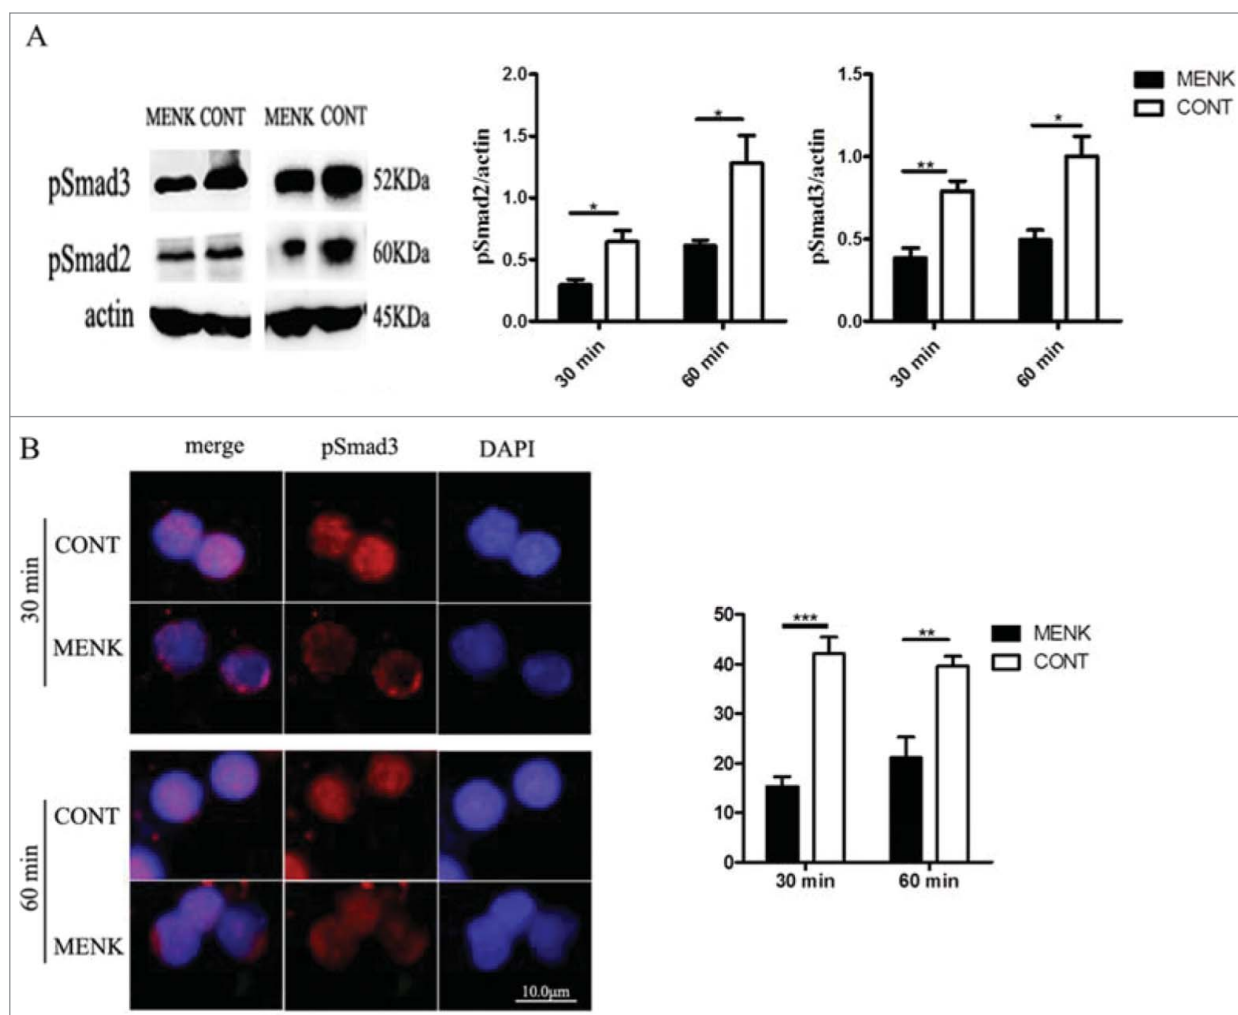 A
MENK CONT MENK CONT
pSmad3 52KDa
pSmad2 60KDa
actin 45KDa
pSmad2/actin
2.0
1.5
1.0
0.5
0.0
*
*
30 min
60 min
pSmad3/actin
1.5
1.0
0.5
0.0
**
*
30 min
60 min
MENK
CONT
B
merge pSmad3 DAPI
30 min
CONT
MENK
60 min
CONT
MENK
10.0μm
50
40
30
20
10
0
***
**
30 min 60 min
MENK
CONT